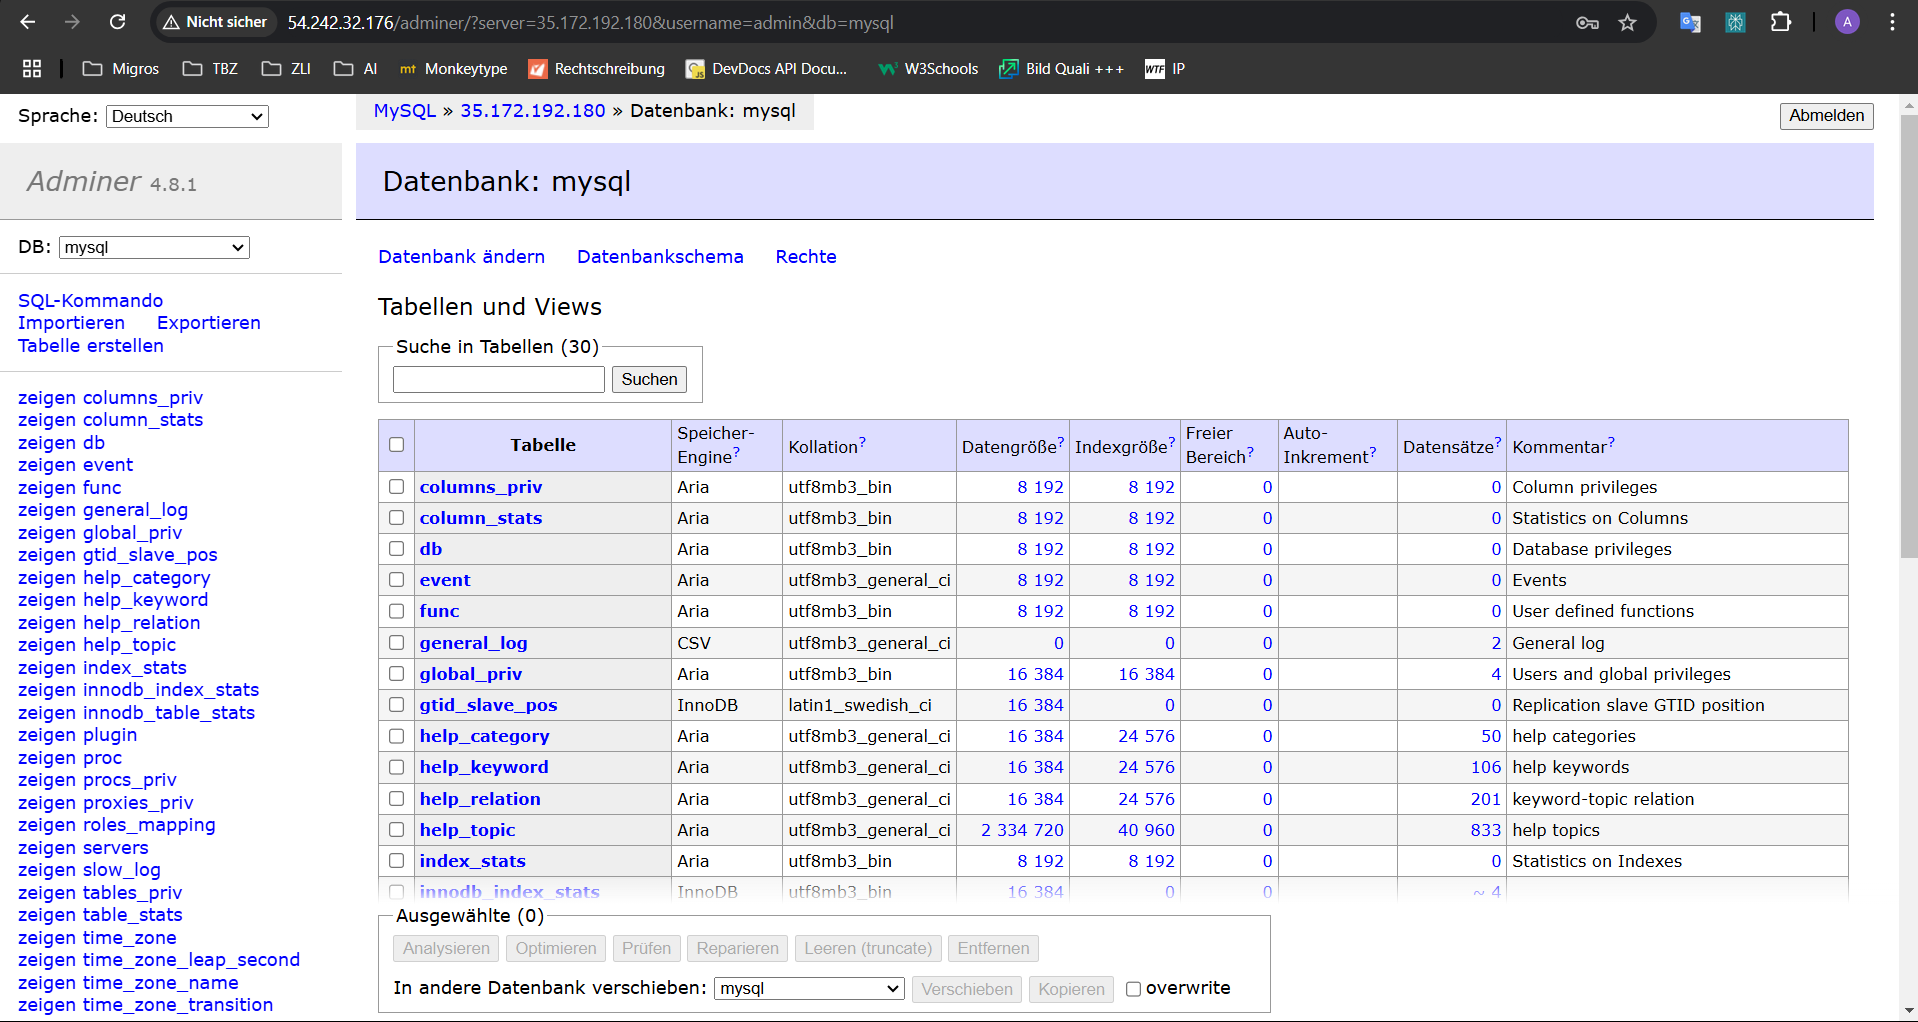 Nicht sicher 54.242.32.176/adminer/?server=35.172.192.180&username=admin&db=mysql A
Migros TBZ ZLI AI mt Monkeytype Rechtschreibung DevDocs API Docu... W3Schools Bild Quali +++ WTF IP
Sprache: Deutsch
MySQL » 35.172.192.180 » Datenbank: mysql
Abmelden
Adminer 4.8.1
DB: mysql
SQL-Kommando
Importieren Exportieren
Tabelle erstellen
zeigen columns_priv
zeigen column_stats
zeigen db
zeigen event
zeigen func
zeigen general_log
zeigen global_priv
zeigen gtid_slave_pos
zeigen help_category
zeigen help_keyword
zeigen help_relation
zeigen help_topic
zeigen index_stats
zeigen innodb_index_stats
zeigen innodb_table_stats
zeigen plugin
zeigen proc
zeigen procs_priv
zeigen proxies_priv
zeigen roles_mapping
zeigen servers
zeigen slow_log
zeigen tables_priv
zeigen table_stats
zeigen time_zone
zeigen time_zone_leap_second
zeigen time_zone_name
zeigen time_zone_transition
Datenbank: mysql
Datenbank ändern Datenbankschema Rechte
Tabellen und Views
Suche in Tabellen (30)
Suchen
Tabelle Speicher-Engine? Kollation? Datengröße? Indexgröße? Freier Bereich? Auto-Inkrement? Datensätze? Kommentar?
columns_priv Aria utf8mb3_bin 8 192 8 192 0 0 Column privileges
column_stats Aria utf8mb3_bin 8 192 8 192 0 0 Statistics on Columns
db Aria utf8mb3_bin 8 192 8 192 0 0 Database privileges
event Aria utf8mb3_general_ci 8 192 8 192 0 0 Events
func Aria utf8mb3_bin 8 192 8 192 0 0 User defined functions
general_log CSV utf8mb3_general_ci 0 0 0 2 General log
global_priv Aria utf8mb3_bin 16 384 16 384 0 4 Users and global privileges
gtid_slave_pos InnoDB latin1_swedish_ci 16 384 0 0 0 Replication slave GTID position
help_category Aria utf8mb3_general_ci 16 384 24 576 0 50 help categories
help_keyword Aria utf8mb3_general_ci 16 384 24 576 0 106 help keywords
help_relation Aria utf8mb3_general_ci 16 384 24 576 0 201 keyword-topic relation
help_topic Aria utf8mb3_general_ci 2 334 720 40 960 0 833 help topics
index_stats Aria utf8mb3_bin 8 192 8 192 0 0 Statistics on Indexes
innodb_index_stats InnoDB utf8mb3_bin 16 384 0 0 ~ 4
Ausgewählte (0)
Analysieren Optimieren Prüfen Reparieren Leeren (truncate) Entfernen
In andere Datenbank verschieben: mysql Verschieben Kopieren overwrite